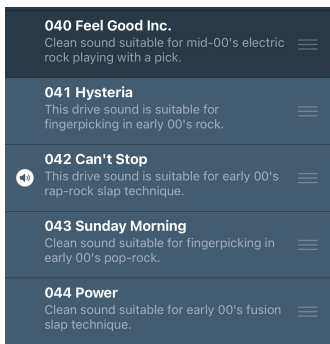 040 Feel Good Inc.
Clean sound suitable for mid-00's electric
rock playing with a pick.
041 Hysteria
This drive sound is suitable for
fingerpicking in early 00's rock.
042 Can't Stop
This drive sound is suitable for early 00's
rap-rock slap technique.
043 Sunday Morning
Clean sound suitable for fingerpicking in
early 00's pop-rock.
044 Power
Clean sound suitable for early 00's fusion
slap technique.